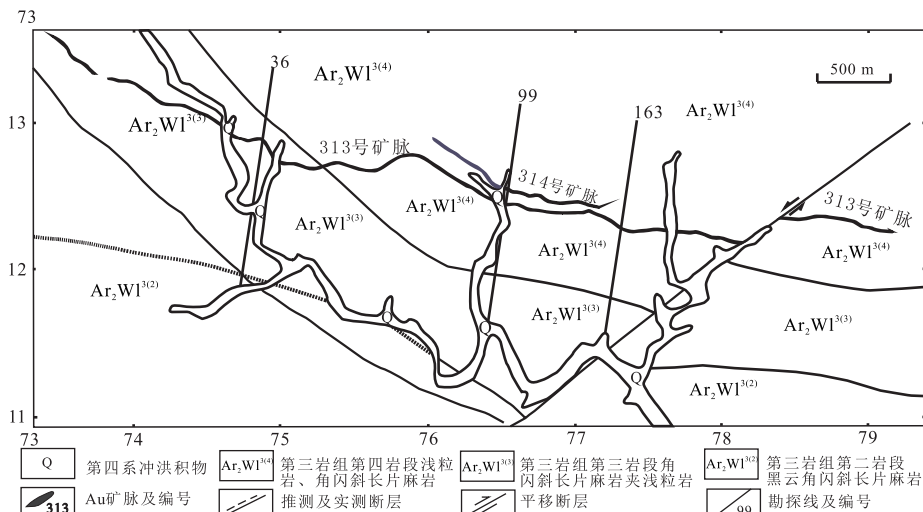 73
36
Ar₂Wl³⁽⁴⁾
500 m
99
163
Ar₂Wl³⁽⁴⁾
13
Ar₂Wl³⁽³⁾
Q
313号矿脉
314号矿脉
313号矿脉
Q
Q
Ar₂Wl³⁽³⁾
Ar₂Wl³⁽⁴⁾
Ar₂Wl³⁽⁴⁾
Ar₂Wl³⁽⁴⁾
12
Ar₂Wl³⁽²⁾
Q
Q
Ar₂Wl³⁽³⁾
Ar₂Wl³⁽³⁾
Q
Ar₂Wl³⁽²⁾
11
73 74 75 76 77 78 79
Q 第四系冲洪积物
Ar₂Wl³⁽⁴⁾ 第三岩组第四岩段浅粒
岩、角闪斜长片麻岩
Ar₂Wl³⁽³⁾ 第三岩组第三岩段角
闪斜长片麻岩夹浅粒岩
Ar₂Wl³⁽²⁾ 第三岩组第二岩段
黑云角闪斜长片麻岩
313 Au矿脉及编号
推测及实测断层
平移断层
99 勘探线及编号